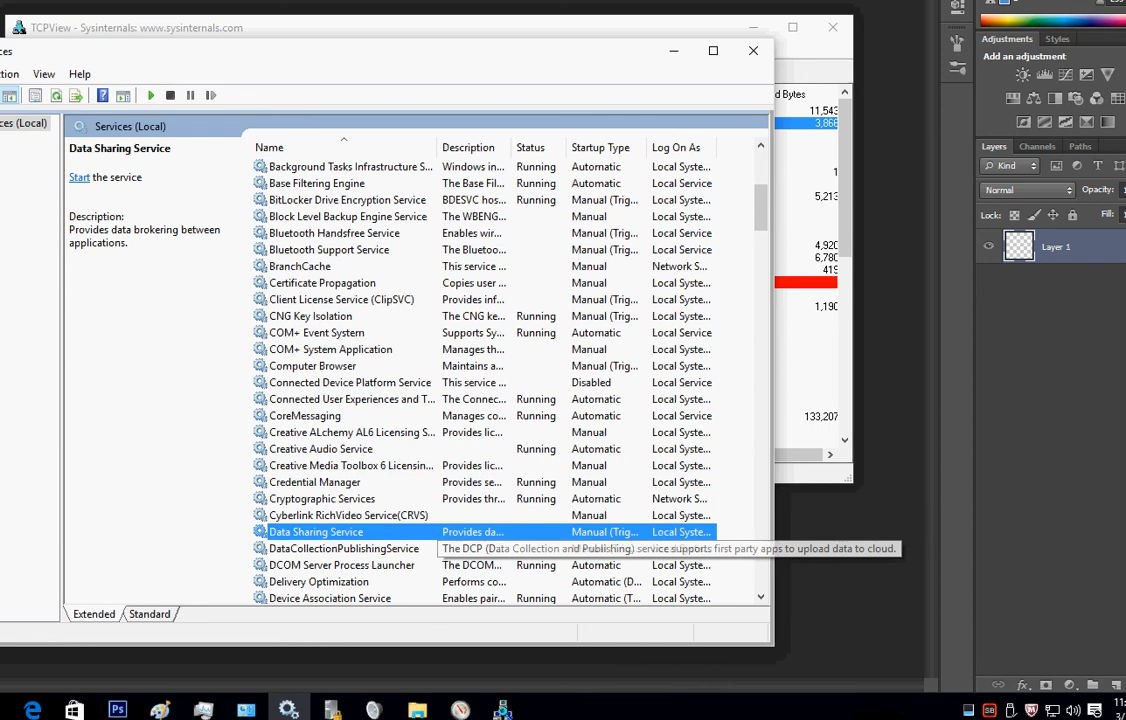 TCPView - Sysinternals: www.sysinternals.com
ces
ction View Help
ces (Local)
Services (Local)
Data Sharing Service
Start the service
Description:
Provides data brokering between
applications.
Name Description Status Startup Type Log On As
Background Tasks Infrastructure S... Windows in... Running Automatic Local Syste...
Base Filtering Engine The Base Fil... Running Automatic Local Service
BitLocker Drive Encryption Service BDESVC hos... Running Manual (Trig... Local Syste...
Block Level Backup Engine Service The WBENG... Manual Local Syste...
Bluetooth Handsfree Service Enables wir... Running Manual (Trig... Local Service
Bluetooth Support Service The Bluetoo... Running Manual (Trig... Local Service
BranchCache This service ... Manual Network S...
Certificate Propagation Copies user ... Manual Local Syste...
Client License Service (ClipSVC) Provides inf... Manual (Trig... Local Syste...
CNG Key Isolation The CNG ke... Running Manual (Trig... Local Syste...
COM+ Event System Supports Sy... Running Automatic Local Service
COM+ System Application Manages th... Manual Local Syste...
Computer Browser Maintains a... Manual (Trig... Local Syste...
Connected Device Platform Service This service ... Disabled Local Service
Connected User Experiences and T... The Connec... Running Automatic Local Syste...
CoreMessaging Manages co... Running Automatic Local Service
Creative ALchemy AL6 Licensing S... Provides lic... Manual Local Syste...
Creative Audio Service Running Automatic Local Syste...
Creative Media Toolbox 6 Licensin... Provides lic... Manual Local Syste...
Credential Manager Provides se... Running Manual Local Syste...
Cryptographic Services Provides thr... Running Automatic Network S...
Cyberlink RichVideo Service(CRVS) Manual Local Syste...
Data Sharing Service Provides da... Manual (Trig... Local Syste...
DataCollectionPublishingService The DCP (Data Collection and Publishing) service supports first party apps to upload data to cloud.
DCOM Server Process Launcher The DCOM... Running Automatic Local Syste...
Delivery Optimization Performs co... Running Automatic (D... Local Syste...
Device Association Service Enables pair... Running Automatic (T... Local Syste...
Extended Standard
d Bytes
11,543
3,866
1
5,213
4,920
6,780
419
1,190
133,207
Adjustments Styles
Add an adjustment
Layers Channels Paths
Kind
Normal Opacity:
Lock: Fill:
Layer 1
fx
Ps
SB
11:
3/